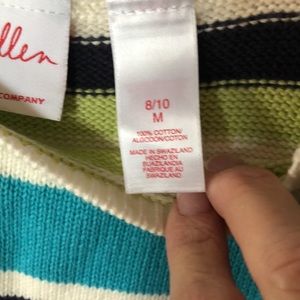 llen
COMPANY
8/10
M
100% COTTON/
ALGODON/COTON
MADE IN SWAZILAND
HECHO EN
SUAZILANDIA
FABRIQUE AU
SWAZILAND